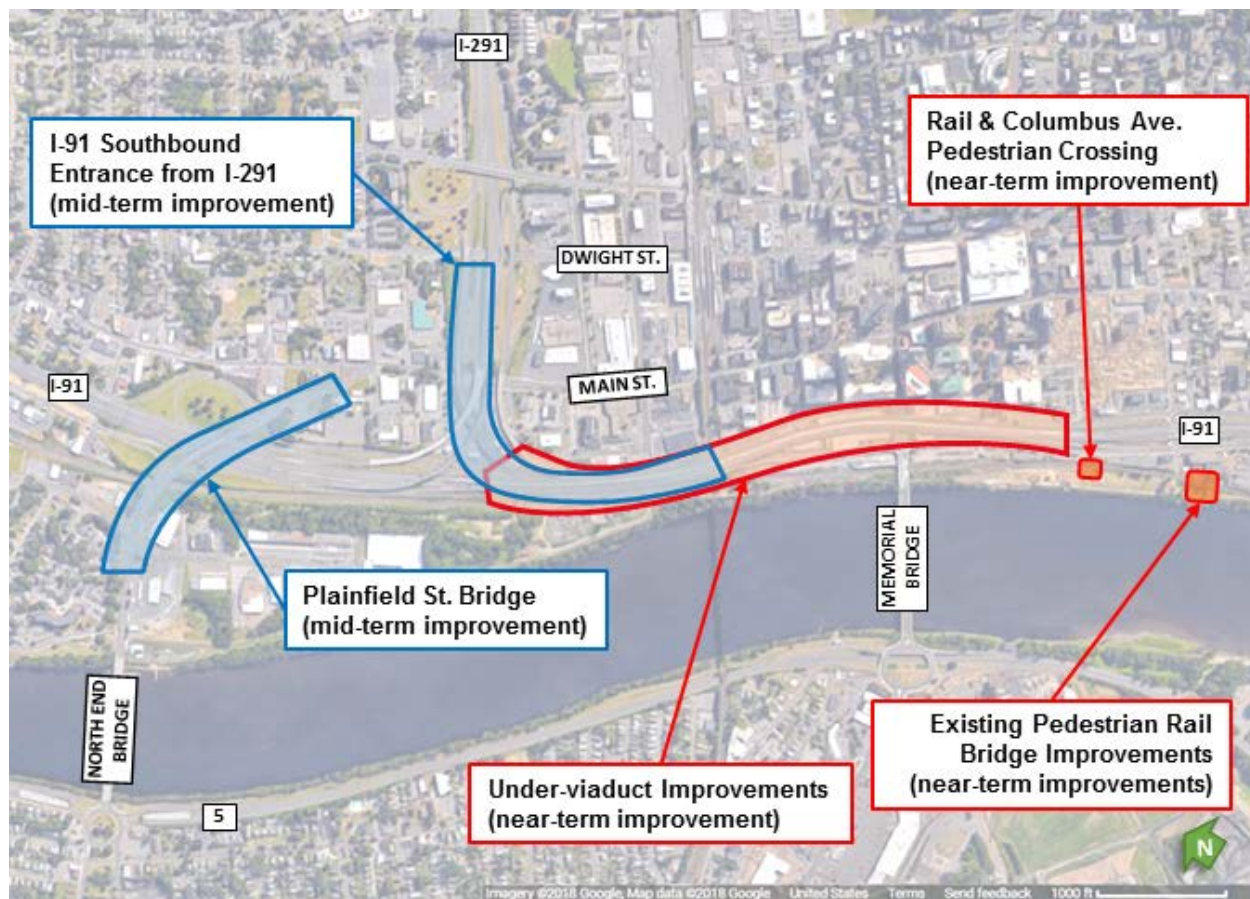 I-291
I-91 Southbound
Entrance from I-291
(mid-term improvement)
Rail & Columbus Ave.
Pedestrian Crossing
(near-term improvement)
DWIGHT ST.
MAIN ST.
I-91
I-91
Plainfield St. Bridge
(mid-term improvement)
MEMORIAL
BRIDGE
NORTH END
BRIDGE
Existing Pedestrian Rail
Bridge Improvements
(near-term improvements)
Under-viaduct Improvements
(near-term improvement)
5
N
Imagery ©2018 Google, Map data ©2018 Google United States Terms Send feedback 1000 ft